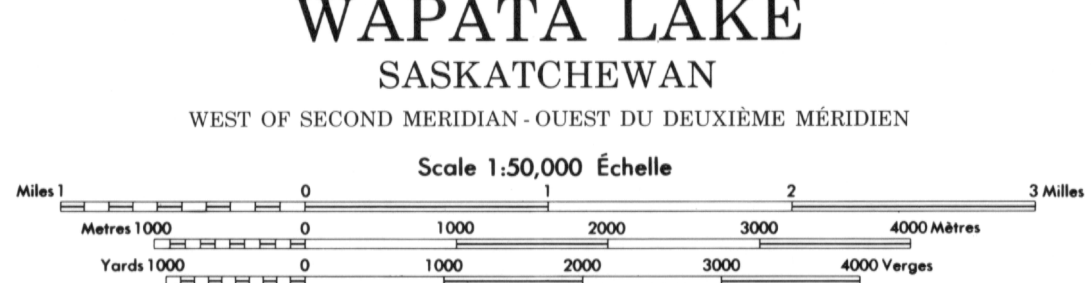 WAPATA LAKE
SASKATCHEWAN
WEST OF SECOND MERIDIAN - OUEST DU DEUXIÈME MÉRIDIEN
Scale 1:50,000 Échelle
Miles 1 0 1 2 3 Milles
Metres 1000 0 1000 2000 3000 4000 Mètres
Yards 1000 0 1000 2000 3000 4000 Verges